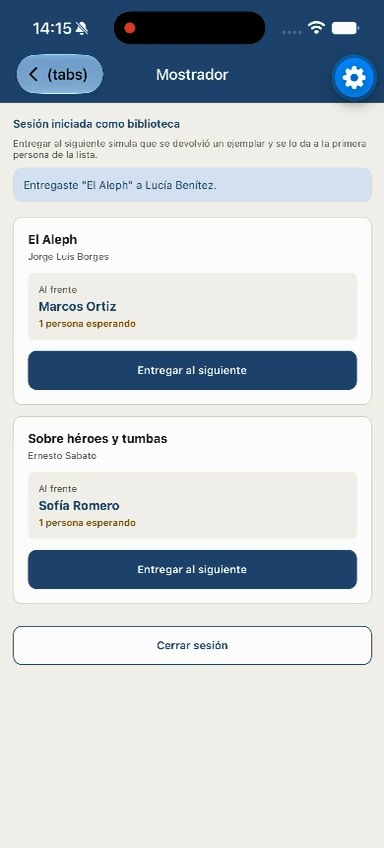 14:15
(tabs)
Mostrador
Sesión iniciada como biblioteca
Entregar al siguiente simula que se devolvió un ejemplar y se lo da a la primera
persona de la lista.
Entregaste "El Aleph" a Lucía Benítez.
El Aleph
Jorge Luis Borges
Al frente
Marcos Ortiz
1 persona esperando
Entregar al siguiente
Sobre héroes y tumbas
Ernesto Sabato
Al frente
Sofía Romero
1 persona esperando
Entregar al siguiente
Cerrar sesión